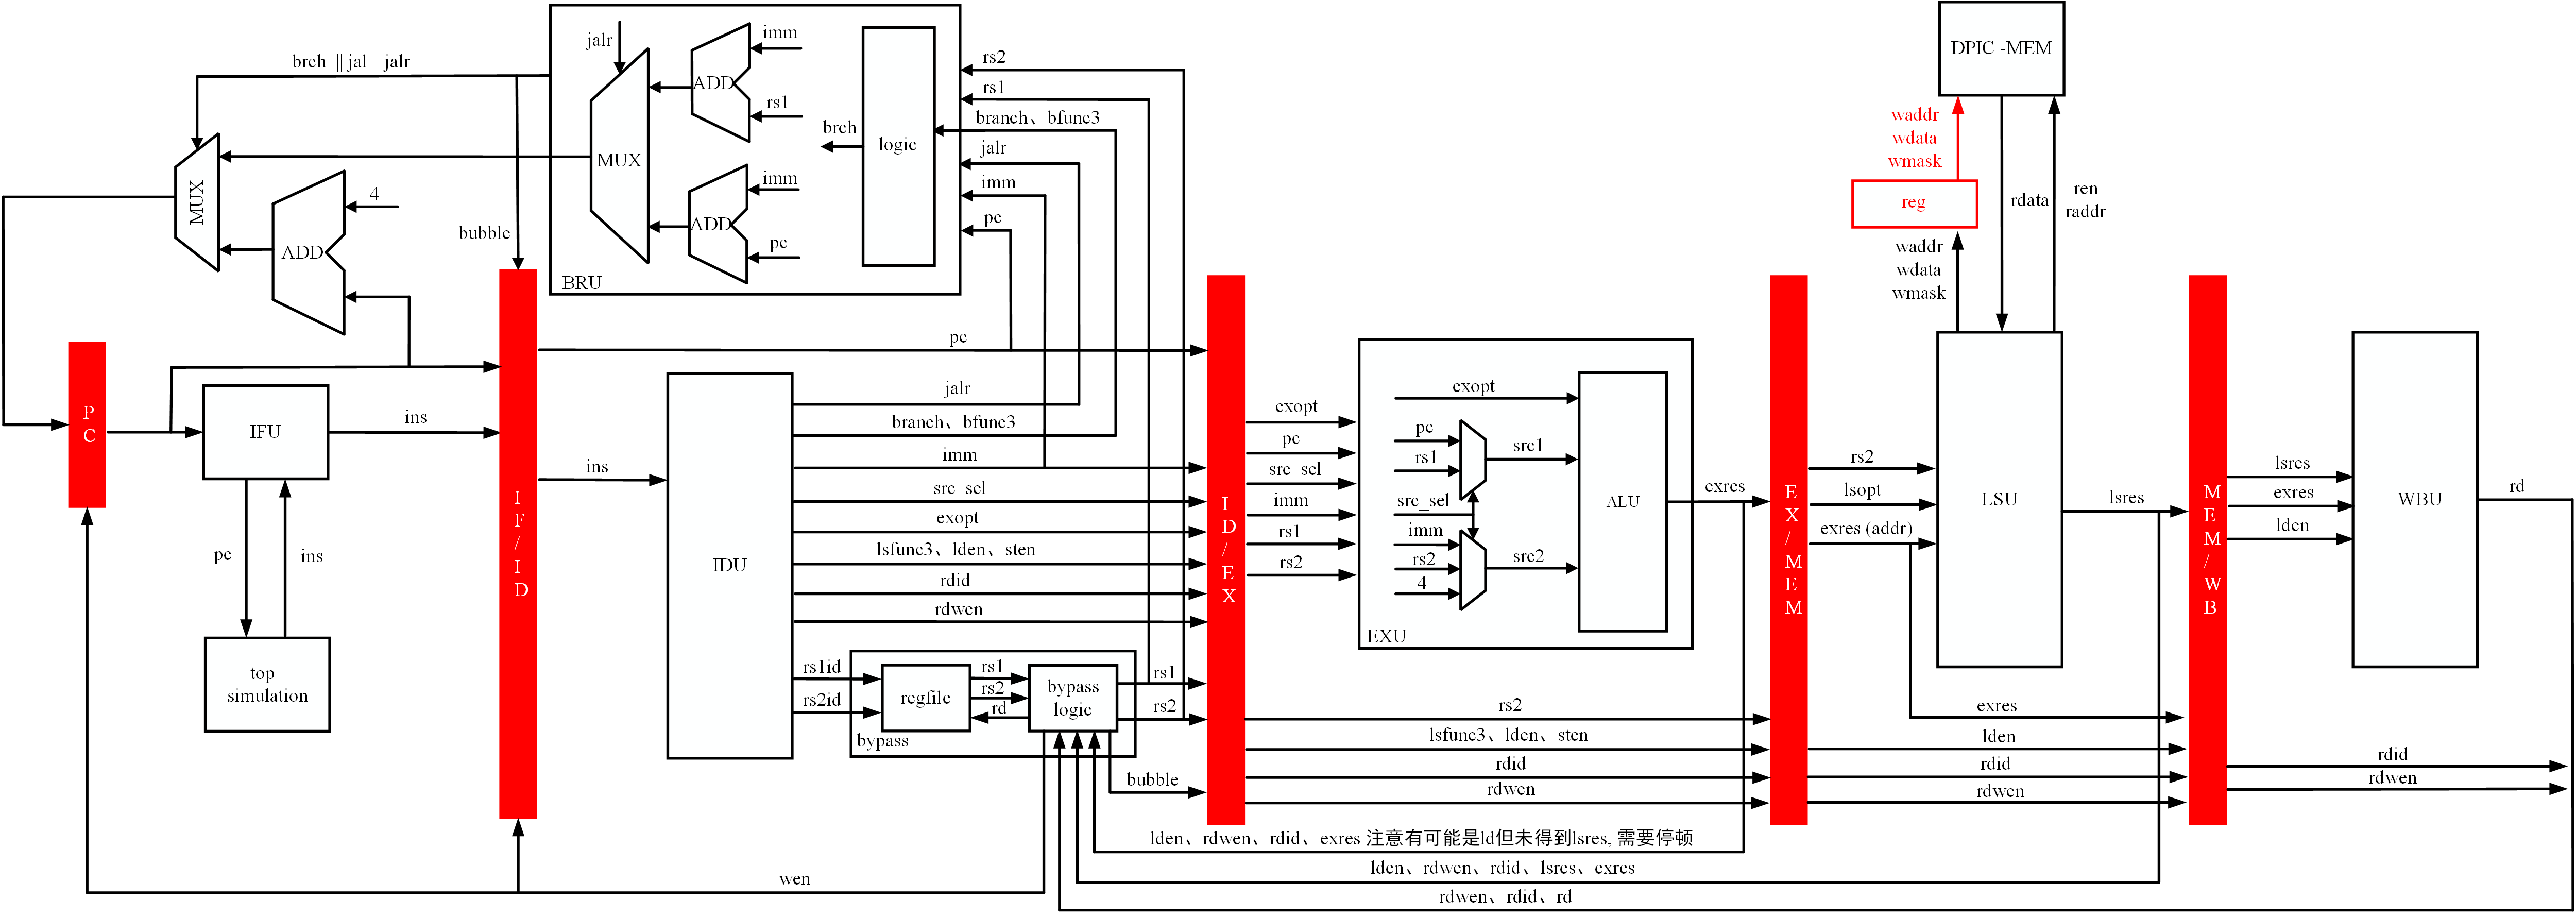 brch || jal || jalr
MUX
4
ADD
bubble
jalr
MUX
imm
ADD
rs1
imm
ADD
pc
brch
logic
BRU
rs2
rs1
branch、bfunc3
jalr
imm
pc
P
C
IFU
ins
pc
ins
top_
simulation
I
F
/
I
D
pc
ins
IDU
jalr
branch、bfunc3
imm
src_sel
exopt
lsfunc3、lden、sten
rdid
rdwen
rs1id
rs2id
regfile
rs1
rs2
rd
bypass
logic
bypass
rs1
rs2
bubble
wen
I
D
/
E
X
exopt
pc
src_sel
imm
rs1
rs2
exopt
pc
rs1
src_sel
imm
rs2
4
src1
src2
ALU
EXU
exres
rs2
lsfunc3、lden、sten
rdid
rdwen
lden、rdwen、rdid、exres 注意有可能是ld但未得到lsres, 需要停顿
lden、rdwen、rdid、lsres、exres
rdwen、rdid、rd
E
X
/
M
E
M
rs2
lsopt
exres (addr)
DPIC -MEM
waddr
wdata
wmask
reg
waddr
wdata
wmask
rdata
ren
raddr
LSU
lsres
exres
lden
rdid
rdwen
M
E
M
/
W
B
lsres
exres
lden
WBU
rd
rdid
rdwen